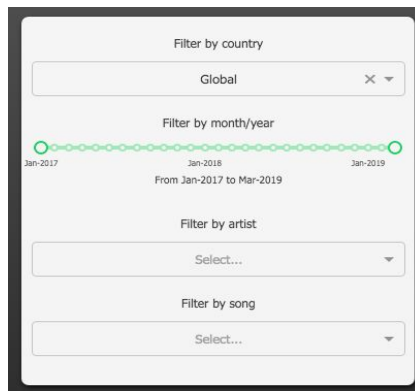 Filter by country
Global
Filter by month/year
Jan-2017 Jan-2018 Jan-2019
From Jan-2017 to Mar-2019
Filter by artist
Select...
Filter by song
Select...